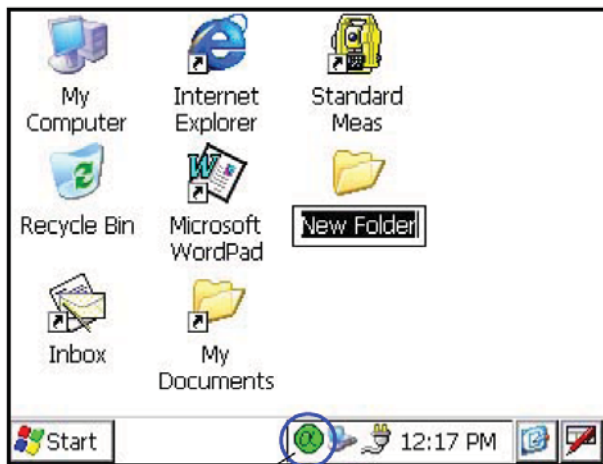 My
Computer
Internet
Explorer
Standard
Meas
Recycle Bin
Microsoft
WordPad
New Folder
Inbox
My
Documents
Start
α
12:17 PM